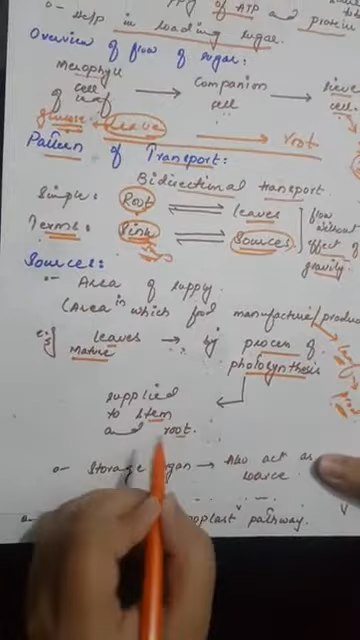 of ATP and protein
o- Help in loading sugar.
Overview of flow of sugar:
Mesophyll cell of leaf → Companion cell → sieve cell.
glucose Leave → root
Pattern of Transport:
Bidirectional transport.
Simple: Root ⇌ leaves
Terms: Sink ⇌ Sources
flow without effect of gravity.
Sources:
- Area of supply
(Area in which food manufacture/produce
e.g leaves → by process of
Mature photosynthesis
supplied
to stem
and root.
o- Storage organ → Also act as
source
pathway.